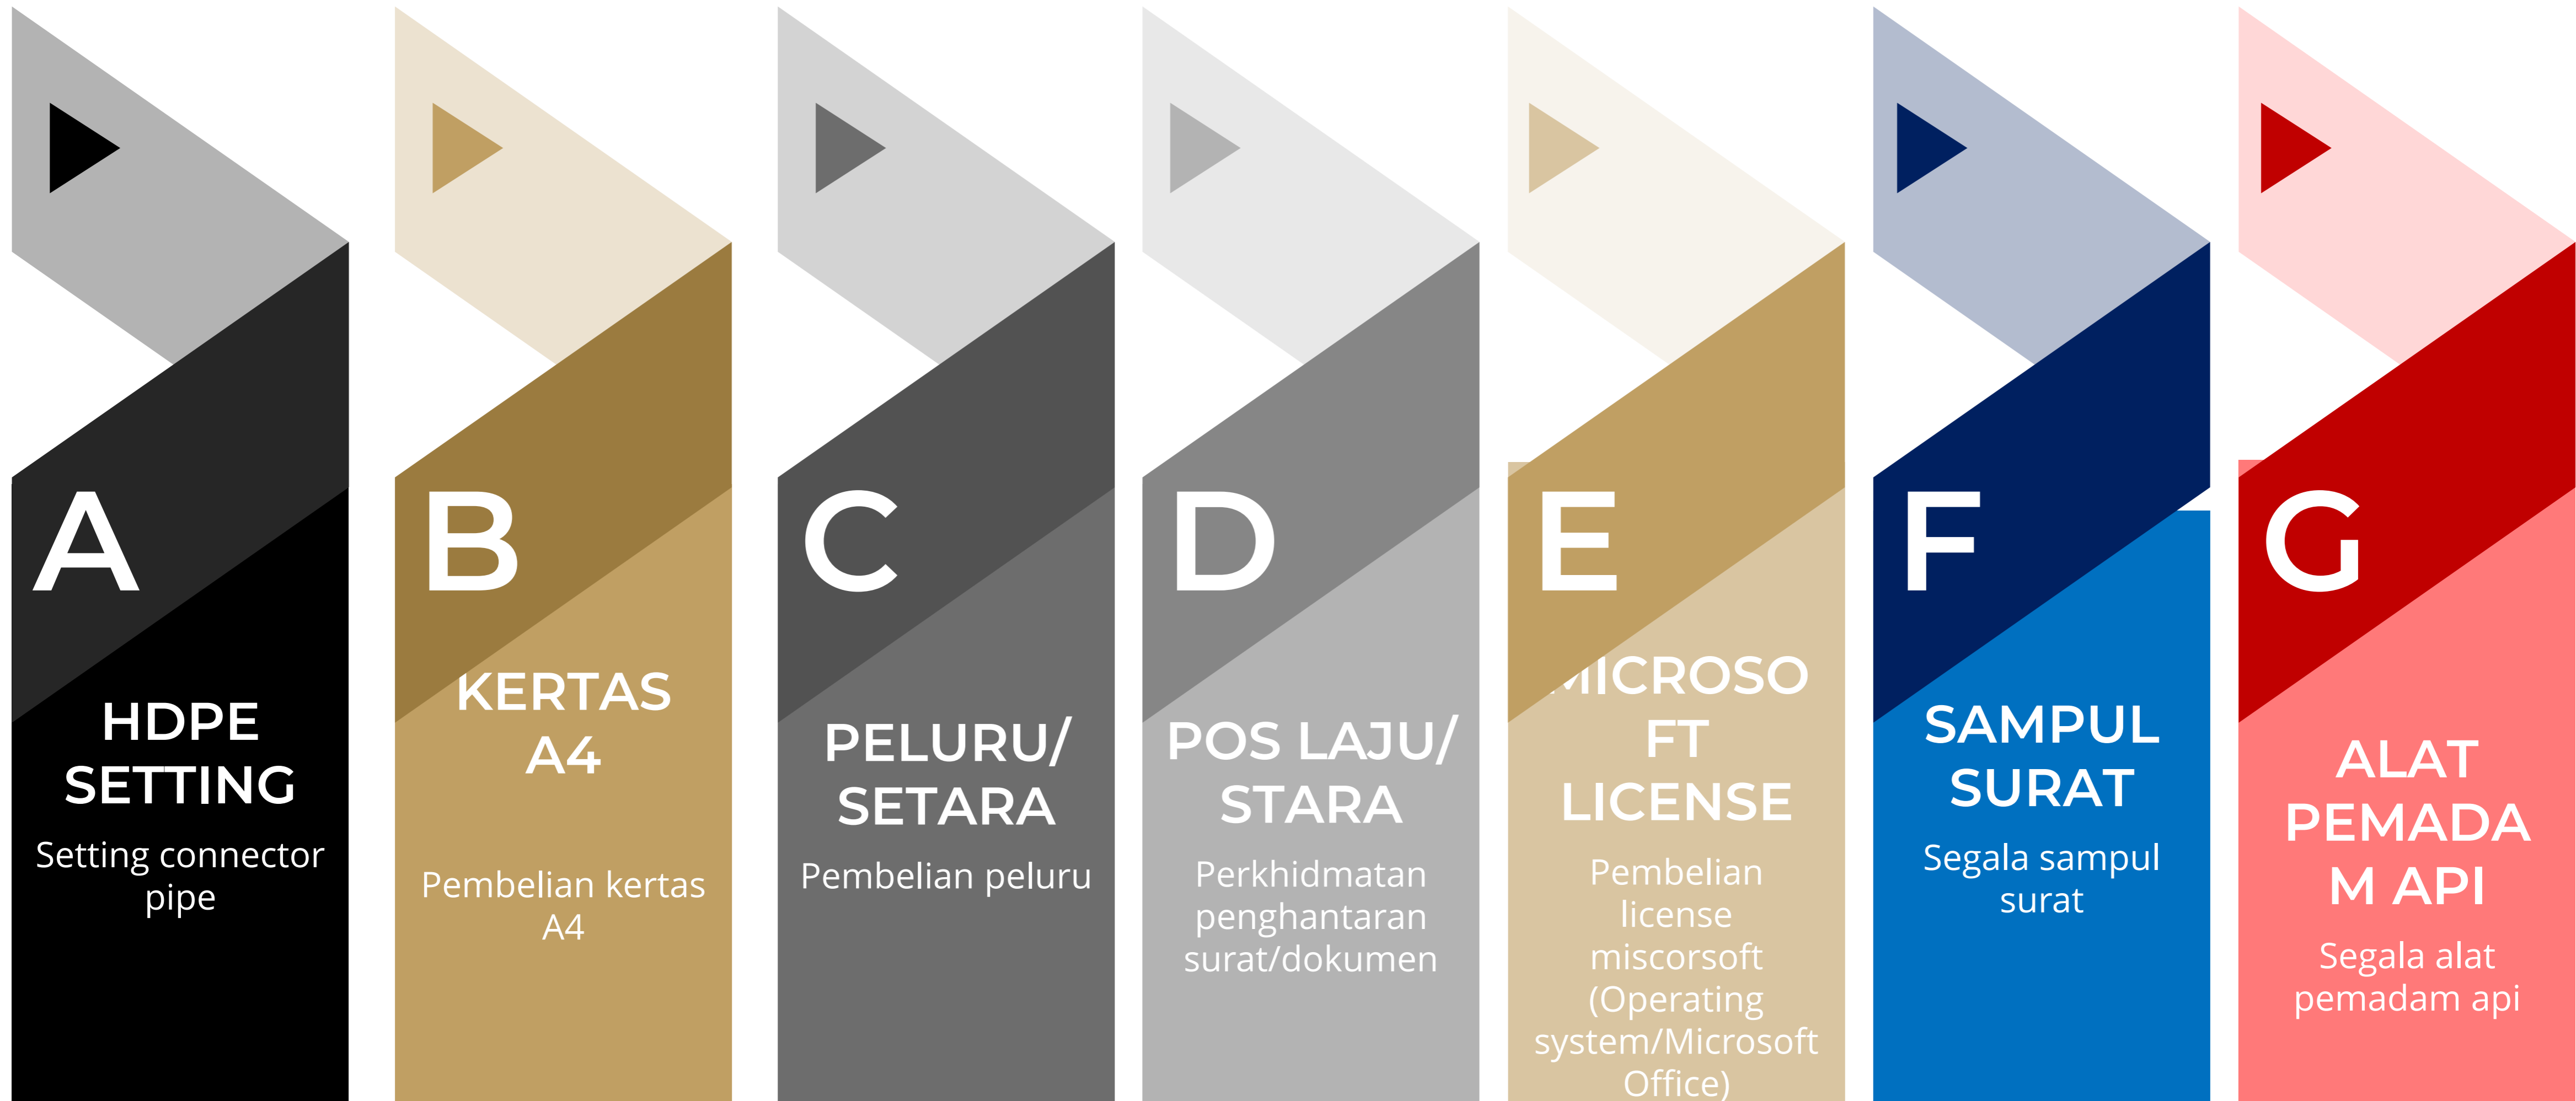 A
HDPE
SETTING
Setting connector
pipe
B
KERTAS
A4
Pembelian kertas
A4
C
PELURU/
SETARA
Pembelian peluru
D
POS LAJU/
STARA
Perkhidmatan
penghantaran
surat/dokumen
E
MICROSO
FT
LICENSE
Pembelian
license
miscorsoft
(Operating
system/Microsoft
Office)
F
SAMPUL
SURAT
Segala sampul
surat
G
ALAT
PEMADA
M API
Segala alat
pemadam api